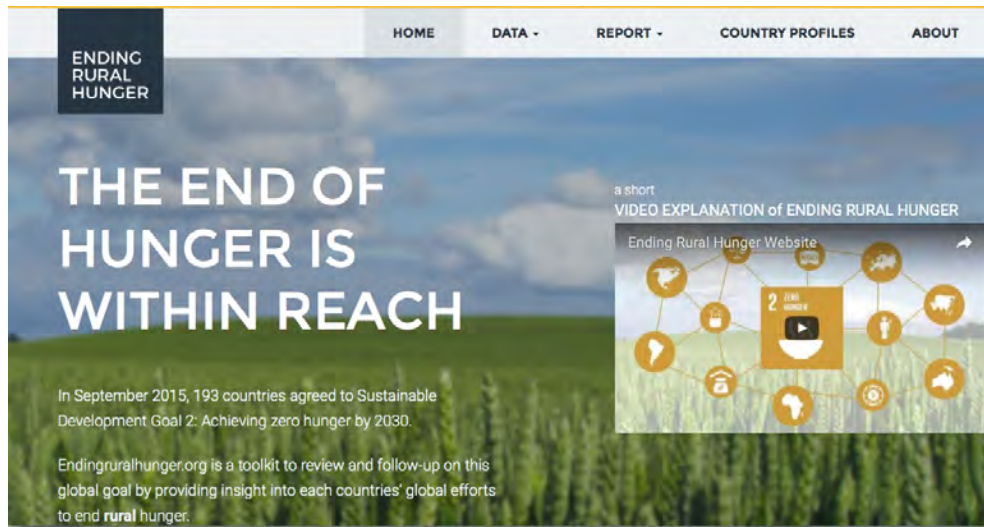 HOME DATA - REPORT - COUNTRY PROFILES ABOUT
ENDING
RURAL
HUNGER
THE END OF
HUNGER IS
WITHIN REACH
a short
VIDEO EXPLANATION of ENDING RURAL HUNGER
Ending Rural Hunger Website
2 ZERO
HUNGER
In September 2015, 193 countries agreed to Sustainable
Development Goal 2: Achieving zero hunger by 2030.
Endingruralhunger.org is a toolkit to review and follow-up on this
global goal by providing insight into each countries' global efforts
to end rural hunger.